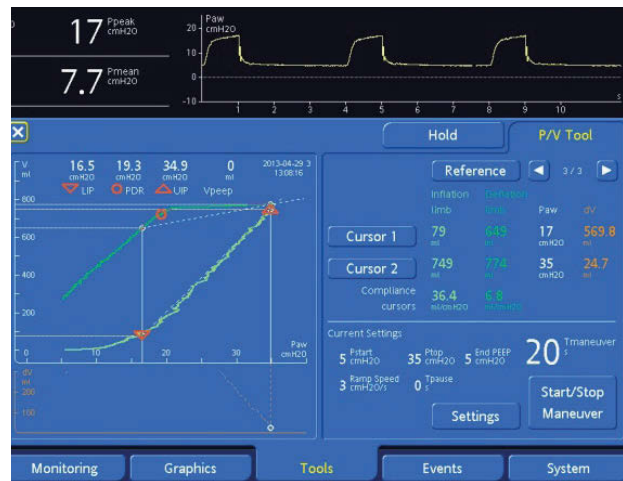 17 Ppeak cmH2O
7.7 Pmean cmH2O
Paw
20 cmH2O
10
0
-10
1 2 3 4 5 6 7 8 9 10 s
Hold
P/V Tool
V ml
16.5 cmH2O LIP
19.3 cmH2O PDR
34.9 cmH2O UIP
0 ml Vpeep
2013-04-29 3
13:08:16
800
600
400
200
0 10 20 30 Paw cmH2O
dV ml
200
100
Reference 3/3
Inflation limb Deflation limb Paw dV
Cursor 1 79 ml 649 ml 17 cmH2O 569.8 ml
Cursor 2 749 ml 774 ml 35 cmH2O 24.7 ml
Compliance cursors 36.4 ml/cmH2O 6.8 ml/cmH2O
Current Settings
5 Pstart cmH2O 35 Ptop cmH2O 5 End PEEP cmH2O 20 Tmaneuver s
3 Ramp Speed cmH2O/s 0 Tpause s
Settings
Start/Stop Maneuver
Monitoring Graphics Tools Events System